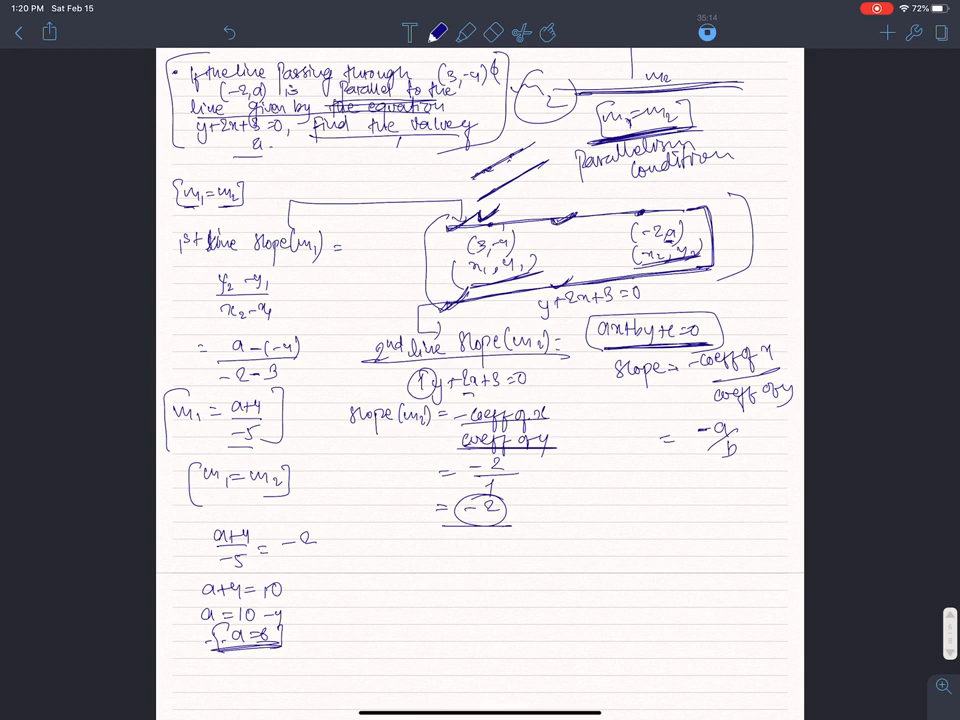 1:20 PM Sat Feb 15
36:14
72%
• If the line Passing through (3,-4) &
(-2,a) is Parallel to the
line given by the equation
y+2x+3=0, find the value of
a.
m2
m2
[m1=m2]
Parallelism
condition
[m1=m2]
1st line slope(m1) =
y2-y1
x2-x1
= a-(-4)
-2-3
m1 = a+4
-5
[m1=m2]
a+4 = -2
-5
a+4=10
a=10-4
a=6
(3,-4)
(x1,y1)
(-2,a)
(x2,y2)
y+2x+3=0
2nd line slope(m2)=
1y+2x+3=0
slope(m2)= -coeff of x
coeff of y
= -2
1
= -2
ax+by+c=0
slope = -coeff of x
coeff of y
= -a/b